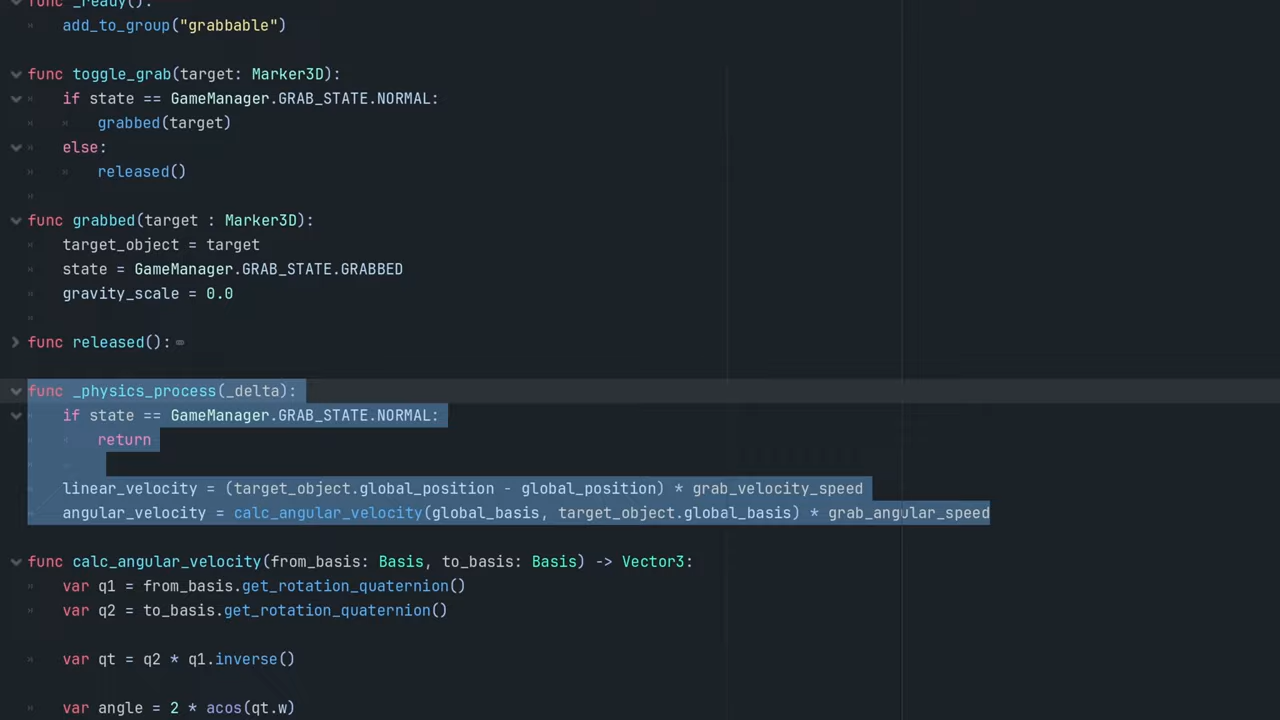 func _ready():
add_to_group("grabbable")
func toggle_grab(target: Marker3D):
if state == GameManager.GRAB_STATE.NORMAL:
grabbed(target)
else:
released()
func grabbed(target : Marker3D):
target_object = target
state = GameManager.GRAB_STATE.GRABBED
gravity_scale = 0.0
func released():
func _physics_process(_delta):
if state == GameManager.GRAB_STATE.NORMAL:
return
linear_velocity = (target_object.global_position - global_position) * grab_velocity_speed
angular_velocity = calc_angular_velocity(global_basis, target_object.global_basis) * grab_angular_speed
func calc_angular_velocity(from_basis: Basis, to_basis: Basis) -> Vector3:
var q1 = from_basis.get_rotation_quaternion()
var q2 = to_basis.get_rotation_quaternion()
var qt = q2 * q1.inverse()
var angle = 2 * acos(qt.w)